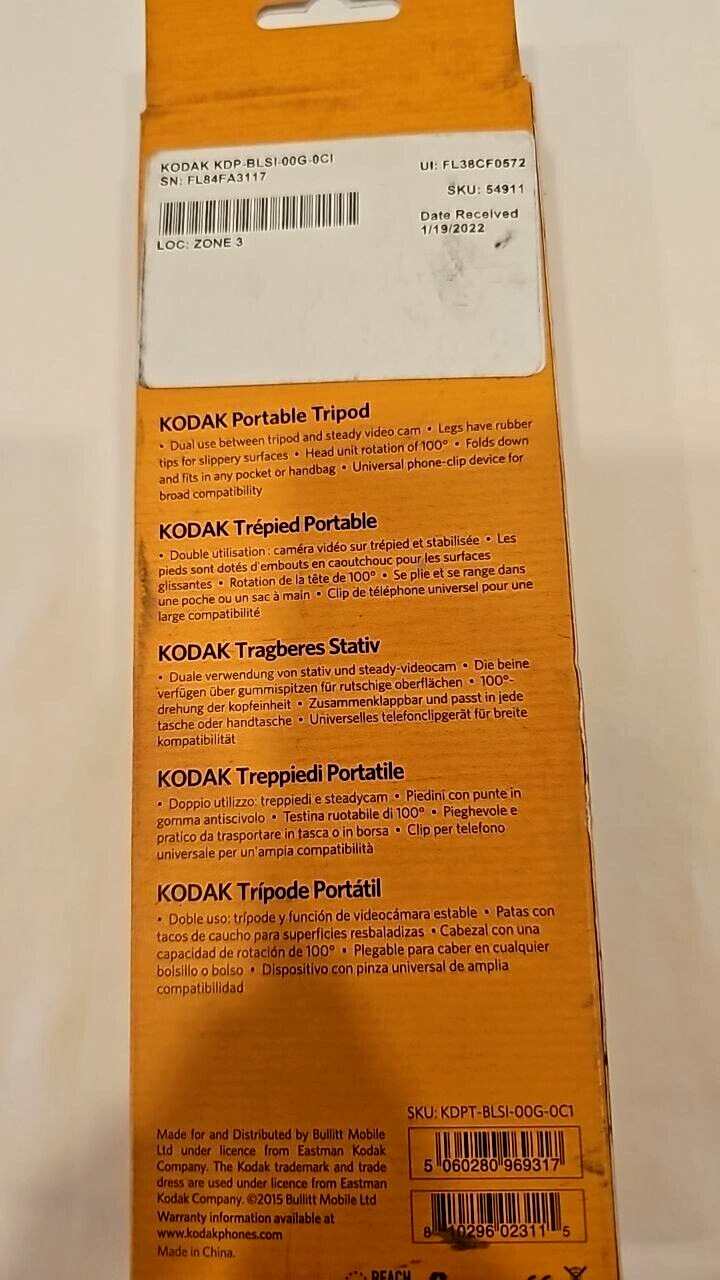 KODAK KDP-BLSI-00G-0CI
SN: FL84FA3117
UI: FL38CF0572
SKU: 54911
LOC: ZONE 3
Date Received
1/19/2022
KODAK Portable Tripod
• Dual use between tripod and steady video cam • Legs have rubber
tips for slippery surfaces • Head unit rotation of 100° • Folds down
and fits in any pocket or handbag • Universal phone-clip device for
broad compatibility
KODAK Trépied Portable
• Double utilisation : caméra vidéo sur trépied et stabilisée • Les
pieds sont dotés d'embouts en caoutchouc pour les surfaces
glissantes • Rotation de la tête de 100° • Se plie et se range dans
une poche ou un sac à main • Clip de téléphone universel pour une
large compatibilité
KODAK Tragberes Stativ
• Duale verwendung von stativ und steady-videocam • Die beine
verfügen über gummispitzen für rutschige oberflächen • 100°-
drehung der kopfeinheit • Zusammenklappbar und passt in jede
tasche oder handtasche • Universelles telefonclipgerät für breite
kompatibilität
KODAK Treppiedi Portatile
• Doppio utilizzo: treppiedi e steadycam • Piedini con punte in
gomma antiscivolo • Testina ruotabile di 100° • Pieghevole e
pratico da trasportare in tasca o in borsa • Clip per telefono
universale per un'ampia compatibilità
KODAK Trípode Portátil
• Doble uso: trípode y función de videocámara estable • Patas con
tacos de caucho para superficies resbaladizas • Cabezal con una
capacidad de rotación de 100° • Plegable para caber en cualquier
bolsillo o bolso • Dispositivo con pinza universal de amplia
compatibilidad
SKU: KDPT-BLSI-00G-0C1
5 060280 969317
8 10296 02311 5
Made for and Distributed by Bullitt Mobile
Ltd under licence from Eastman Kodak
Company. The Kodak trademark and trade
dress are used under licence from Eastman
Kodak Company. ©2015 Bullitt Mobile Ltd
Warranty information available at
www.kodakphones.com
Made in China.
REACH